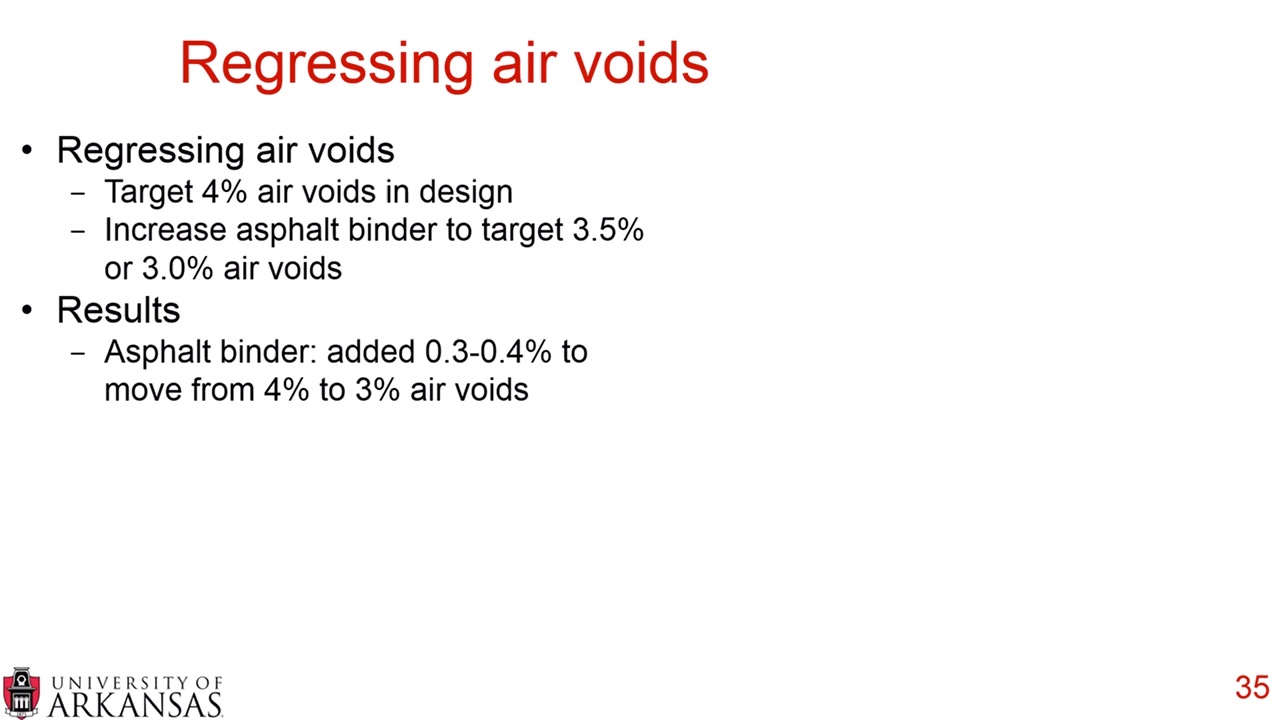 Regressing air voids
• Regressing air voids
– Target 4% air voids in design
– Increase asphalt binder to target 3.5%
or 3.0% air voids
• Results
– Asphalt binder: added 0.3-0.4% to
move from 4% to 3% air voids
UNIVERSITY OF
ARKANSAS
35